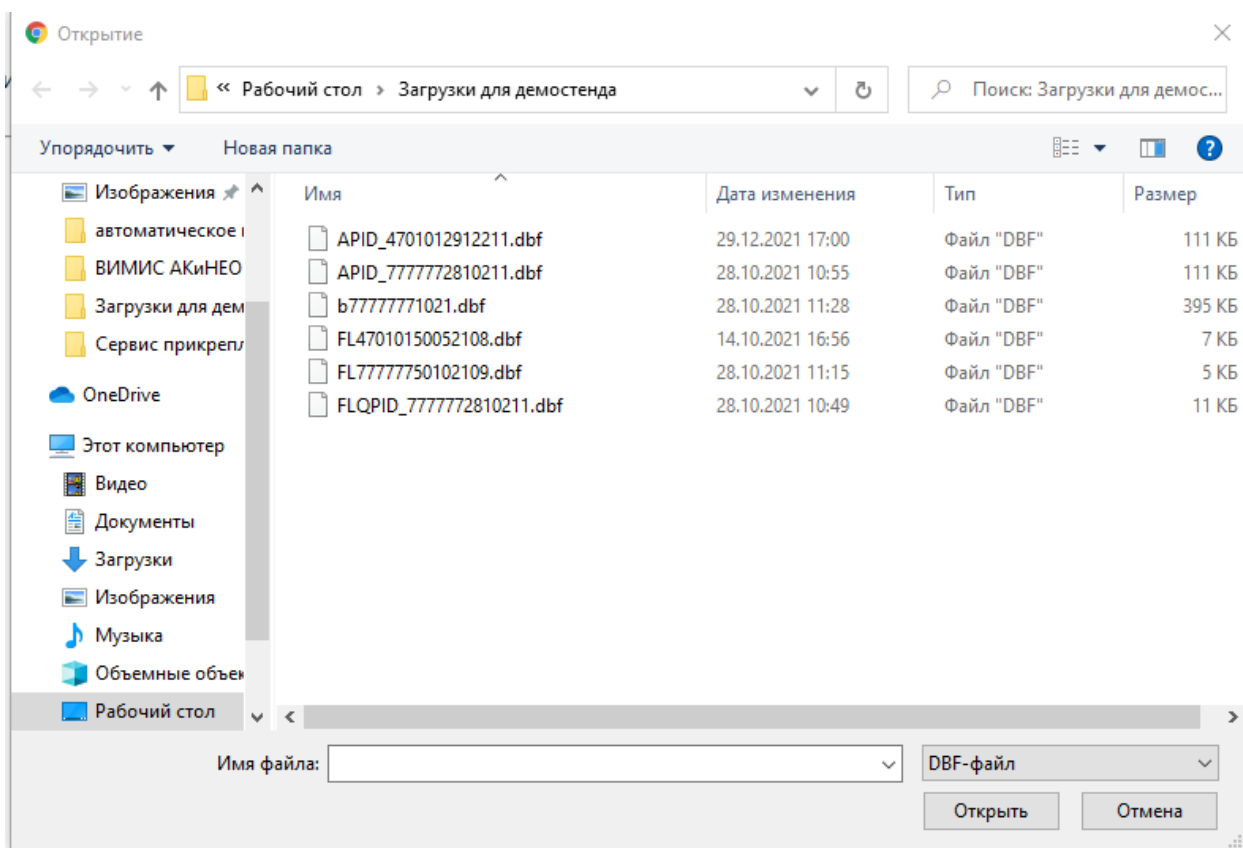 Открытие
« Рабочий стол › Загрузки для демостенда
Поиск: Загрузки для демос...
Упорядочить Новая папка
Изображения
автоматическое
ВИМИС АКиНЕО
Загрузки для дем
Сервис прикрепл
OneDrive
Этот компьютер
Видео
Документы
Загрузки
Изображения
Музыка
Объемные объек
Рабочий стол
Имя Дата изменения Тип Размер
APID_4701012912211.dbf 29.12.2021 17:00 Файл "DBF" 111 КБ
APID_7777772810211.dbf 28.10.2021 10:55 Файл "DBF" 111 КБ
b77777771021.dbf 28.10.2021 11:28 Файл "DBF" 395 КБ
FL47010150052108.dbf 14.10.2021 16:56 Файл "DBF" 7 КБ
FL77777750102109.dbf 28.10.2021 11:15 Файл "DBF" 5 КБ
FLQPID_7777772810211.dbf 28.10.2021 10:49 Файл "DBF" 11 КБ
Имя файла: DBF-файл
Открыть Отмена